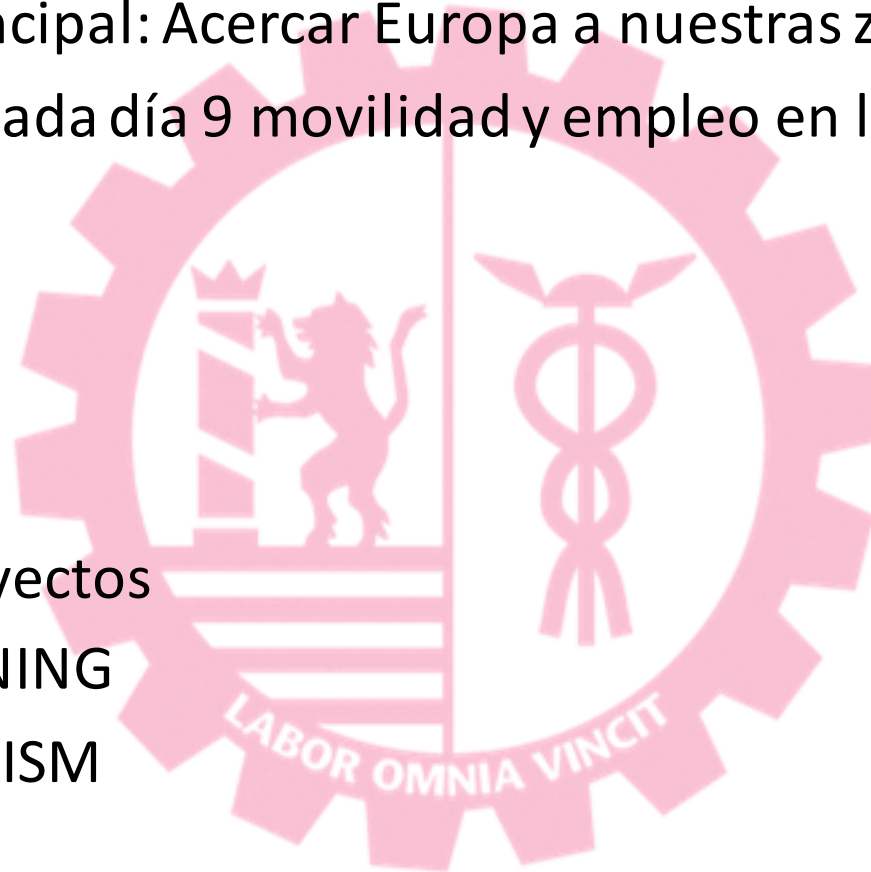 ncipal: Acercar Europa a nuestras z
ada día 9 movilidad y empleo en l
yectos
NING
ISM
LABOR OMNIA VINCIT